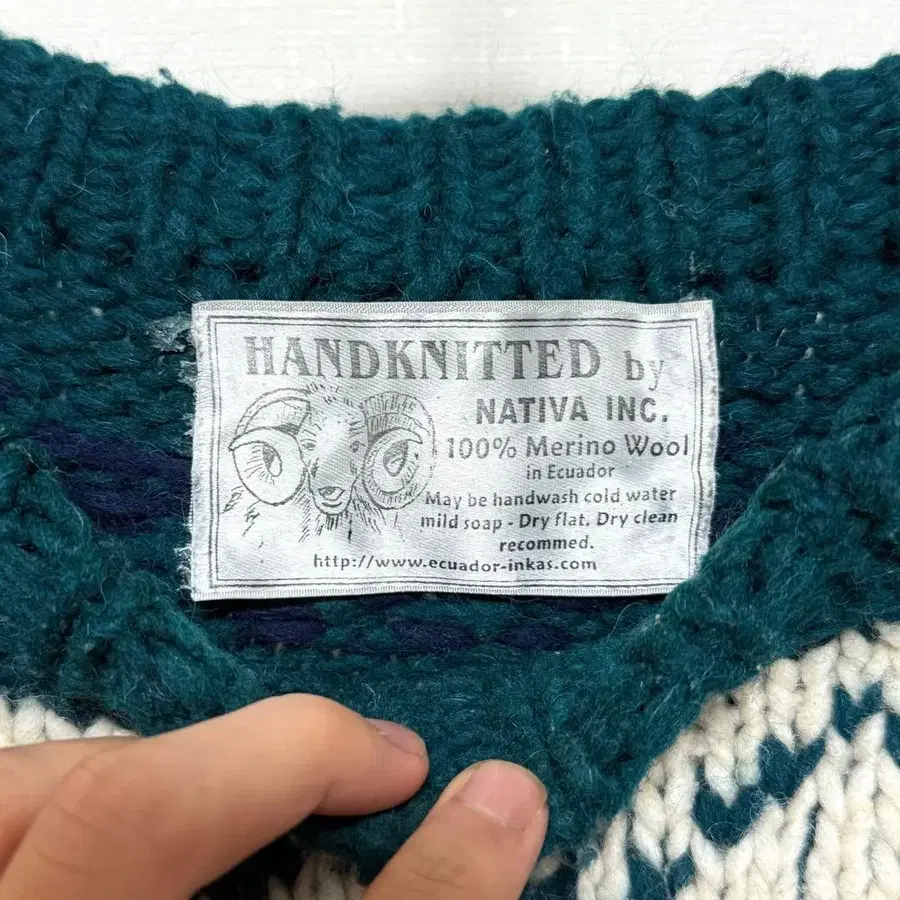 HANDKNITTED by
NATIVA INC.
100% Merino Wool
in Ecuador
May be handwash cold water
mild soap - Dry flat. Dry clean
recommed.
http://www.ecuador-inkas.com